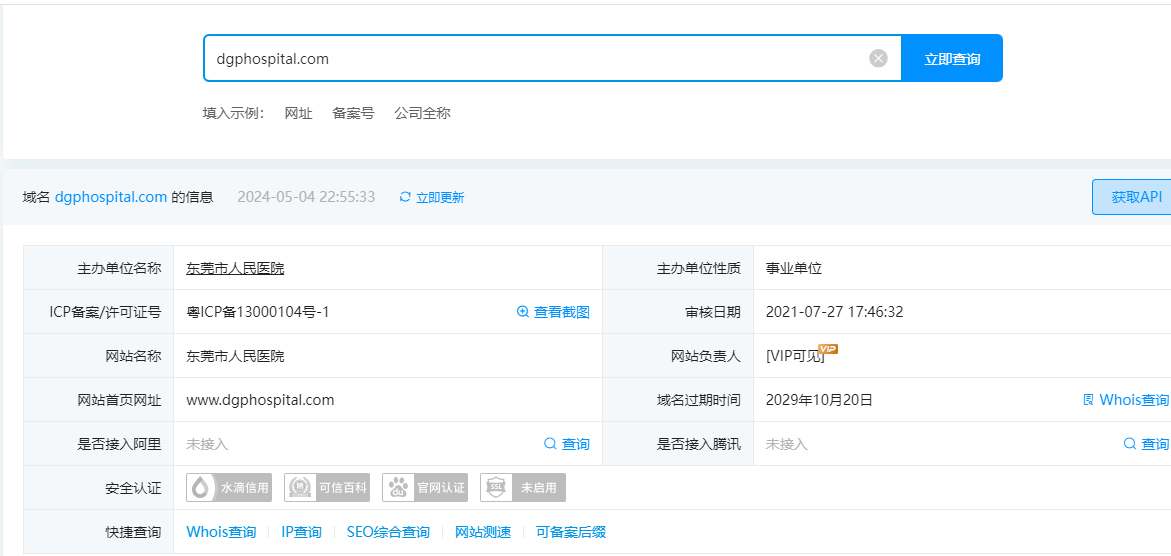 dgphospital.com
立即查询
填入示例： 网址 备案号 公司全称
域名 dgphospital.com 的信息 2024-05-04 22:55:33 立即更新 获取API
主办单位名称 东莞市人民医院 主办单位性质 事业单位
ICP备案/许可证号 粤ICP备13000104号-1 查看截图 审核日期 2021-07-27 17:46:32
网站名称 东莞市人民医院 网站负责人 [VIP可见] VIP
网站首页网址 www.dgphospital.com 域名过期时间 2029年10月20日 Whois查询
是否接入阿里 未接入 查询 是否接入腾讯 未接入 查询
安全认证 水滴信用 可信百科 官网认证 SSL 未启用
快捷查询 Whois查询 IP查询 SEO综合查询 网站测速 可备案后缀